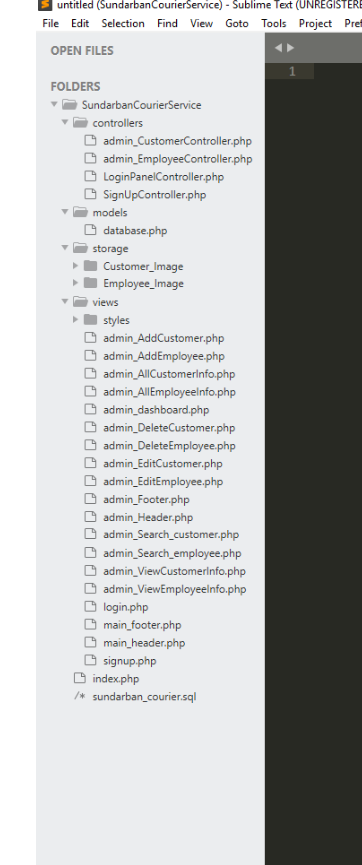 untitled (SundarbanCourierService) - Sublime Text (UNREGISTERE
File Edit Selection Find View Goto Tools Project Pref
OPEN FILES
1
FOLDERS
SundarbanCourierService
controllers
admin_CustomerController.php
admin_EmployeeController.php
LoginPanelController.php
SignUpController.php
models
database.php
storage
Customer_Image
Employee_Image
views
styles
admin_AddCustomer.php
admin_AddEmployee.php
admin_AllCustomerInfo.php
admin_AllEmployeeInfo.php
admin_dashboard.php
admin_DeleteCustomer.php
admin_DeleteEmployee.php
admin_EditCustomer.php
admin_EditEmployee.php
admin_Footer.php
admin_Header.php
admin_Search_customer.php
admin_Search_employee.php
admin_ViewCustomerInfo.php
admin_ViewEmployeeInfo.php
login.php
main_footer.php
main_header.php
signup.php
index.php
/* sundarban_courier.sql